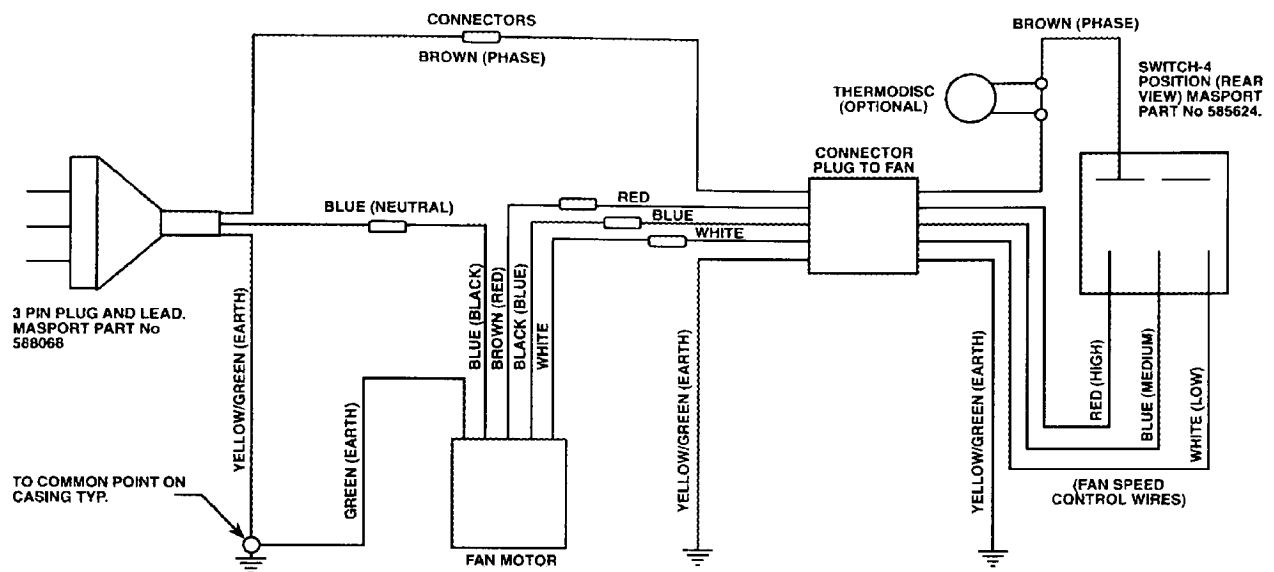 CONNECTORS
BROWN (PHASE)
BROWN (PHASE)
THERMODISC
(OPTIONAL)
SWITCH-4
POSITION (REAR
VIEW) MASPORT
PART No 585624.
CONNECTOR
PLUG TO FAN
BLUE (NEUTRAL)
RED
BLUE
WHITE
3 PIN PLUG AND LEAD.
MASPORT PART No
588068
YELLOW/GREEN (EARTH)
GREEN (EARTH)
BLUE (BLACK)
BROWN (RED)
BLACK (BLUE)
WHITE
YELLOW/GREEN (EARTH)
YELLOW/GREEN (EARTH)
RED (HIGH)
BLUE (MEDIUM)
WHITE (LOW)
TO COMMON POINT ON
CASING TYP.
(FAN SPEED
CONTROL WIRES)
FAN MOTOR